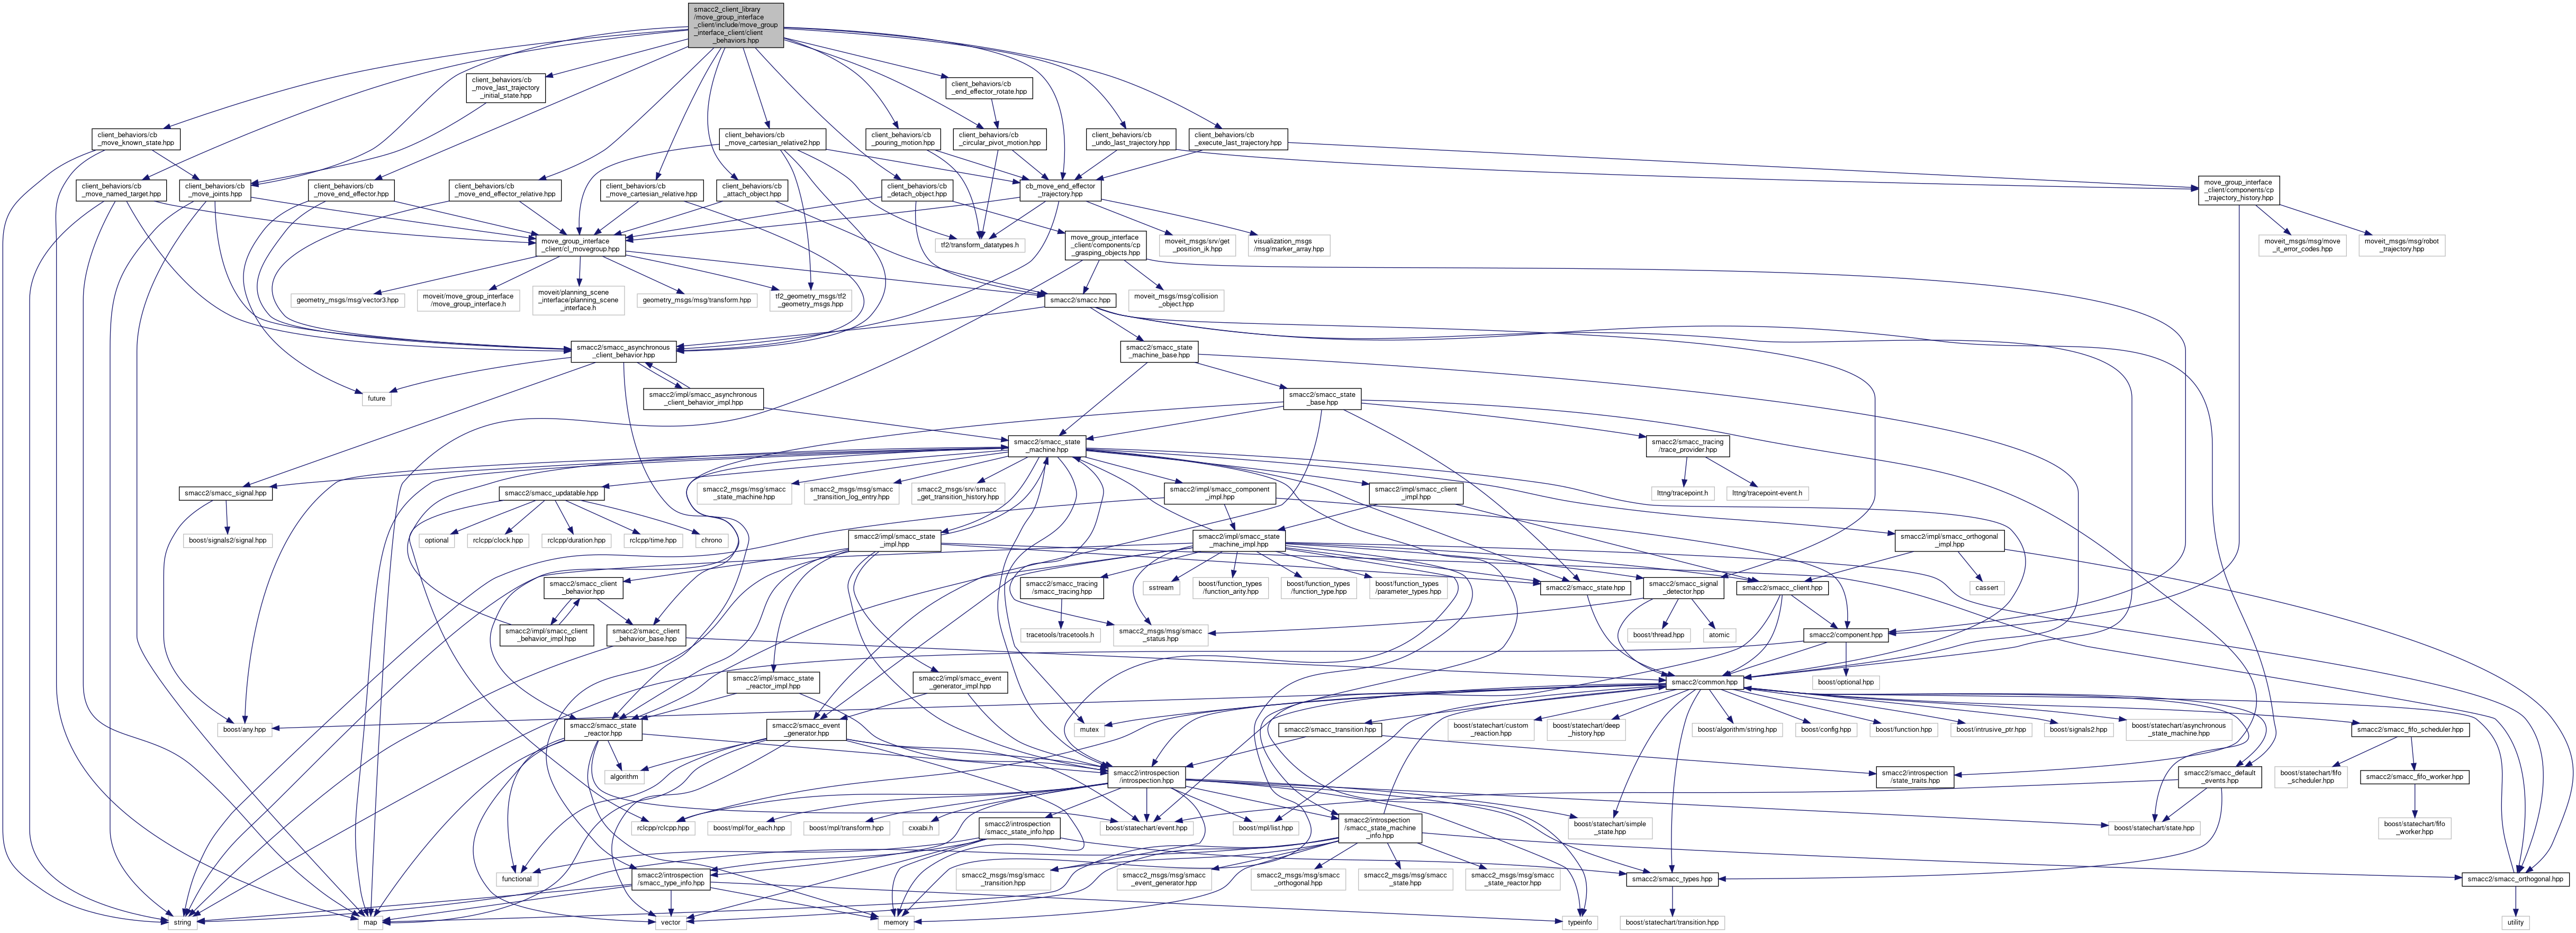 smacc2_client_library
/move_group_interface
_client/include/move_group
_interface_client/client
_behaviors.hpp
client_behaviors/cb
_move_last_trajectory
_initial_state.hpp
client_behaviors/cb
_end_effector_rotate.hpp
client_behaviors/cb
_move_known_state.hpp
client_behaviors/cb
_move_cartesian_relative2.hpp
client_behaviors/cb
_pouring_motion.hpp
client_behaviors/cb
_circular_pivot_motion.hpp
client_behaviors/cb
_undo_last_trajectory.hpp
client_behaviors/cb
_execute_last_trajectory.hpp
client_behaviors/cb
_move_named_target.hpp
client_behaviors/cb
_move_joints.hpp
client_behaviors/cb
_move_end_effector.hpp
client_behaviors/cb
_move_end_effector_relative.hpp
client_behaviors/cb
_move_cartesian_relative.hpp
client_behaviors/cb
_attach_object.hpp
client_behaviors/cb
_detach_object.hpp
cb_move_end_effector
_trajectory.hpp
move_group_interface
_client/components/cp
_trajectory_history.hpp
move_group_interface
_client/cl_movegroup.hpp
tf2/transform_datatypes.h
move_group_interface
_client/components/cp
_grasping_objects.hpp
moveit_msgs/srv/get
_position_ik.hpp
visualization_msgs
/msg/marker_array.hpp
moveit_msgs/msg/move
_it_error_codes.hpp
moveit_msgs/msg/robot
_trajectory.hpp
geometry_msgs/msg/vector3.hpp
moveit/move_group_interface
/move_group_interface.h
moveit/planning_scene
_interface/planning_scene
_interface.h
geometry_msgs/msg/transform.hpp
tf2_geometry_msgs/tf2
_geometry_msgs.hpp
smacc2/smacc.hpp
moveit_msgs/msg/collision
_object.hpp
smacc2/smacc_asynchronous
_client_behavior.hpp
smacc2/smacc_state
_machine_base.hpp
future
smacc2/impl/smacc_asynchronous
_client_behavior_impl.hpp
smacc2/smacc_state
_base.hpp
smacc2/smacc_state
_machine.hpp
smacc2/smacc_tracing
/trace_provider.hpp
smacc2/smacc_signal.hpp
smacc2/smacc_updatable.hpp
smacc2_msgs/msg/smacc
_state_machine.hpp
smacc2_msgs/msg/smacc
_transition_log_entry.hpp
smacc2_msgs/srv/smacc
_get_transition_history.hpp
smacc2/impl/smacc_component
_impl.hpp
smacc2/impl/smacc_client
_impl.hpp
lttng/tracepoint.h
lttng/tracepoint-event.h
boost/signals2/signal.hpp
optional
rclcpp/clock.hpp
rclcpp/duration.hpp
rclcpp/time.hpp
chrono
smacc2/impl/smacc_state
_impl.hpp
smacc2/impl/smacc_state
_machine_impl.hpp
smacc2/impl/smacc_orthogonal
_impl.hpp
smacc2/smacc_client
_behavior.hpp
smacc2/smacc_tracing
/smacc_tracing.hpp
sstream
boost/function_types
/function_arity.hpp
boost/function_types
/function_type.hpp
boost/function_types
/parameter_types.hpp
smacc2/smacc_state.hpp
smacc2/smacc_signal
_detector.hpp
smacc2/smacc_client.hpp
cassert
smacc2/impl/smacc_client
_behavior_impl.hpp
smacc2/smacc_client
_behavior_base.hpp
tracetools/tracetools.h
smacc2_msgs/msg/smacc
_status.hpp
boost/thread.hpp
atomic
smacc2/component.hpp
smacc2/impl/smacc_state
_reactor_impl.hpp
smacc2/impl/smacc_event
_generator_impl.hpp
smacc2/common.hpp
boost/optional.hpp
boost/any.hpp
smacc2/smacc_state
_reactor.hpp
smacc2/smacc_event
_generator.hpp
mutex
smacc2/smacc_transition.hpp
boost/statechart/custom
_reaction.hpp
boost/statechart/deep
_history.hpp
boost/algorithm/string.hpp
boost/config.hpp
boost/function.hpp
boost/intrusive_ptr.hpp
boost/signals2.hpp
boost/statechart/asynchronous
_state_machine.hpp
smacc2/smacc_fifo_scheduler.hpp
algorithm
smacc2/introspection
/introspection.hpp
smacc2/introspection
/state_traits.hpp
smacc2/smacc_default
_events.hpp
boost/statechart/fifo
_scheduler.hpp
smacc2/smacc_fifo_worker.hpp
rclcpp/rclcpp.hpp
boost/mpl/for_each.hpp
boost/mpl/transform.hpp
cxxabi.h
smacc2/introspection
/smacc_state_info.hpp
boost/statechart/event.hpp
boost/mpl/list.hpp
smacc2/introspection
/smacc_state_machine
_info.hpp
boost/statechart/simple
_state.hpp
boost/statechart/state.hpp
boost/statechart/fifo
_worker.hpp
functional
smacc2/introspection
/smacc_type_info.hpp
smacc2_msgs/msg/smacc
_transition.hpp
smacc2_msgs/msg/smacc
_event_generator.hpp
smacc2_msgs/msg/smacc
_orthogonal.hpp
smacc2_msgs/msg/smacc
_state.hpp
smacc2_msgs/msg/smacc
_state_reactor.hpp
smacc2/smacc_types.hpp
smacc2/smacc_orthogonal.hpp
string
map
vector
memory
typeinfo
boost/statechart/transition.hpp
utility